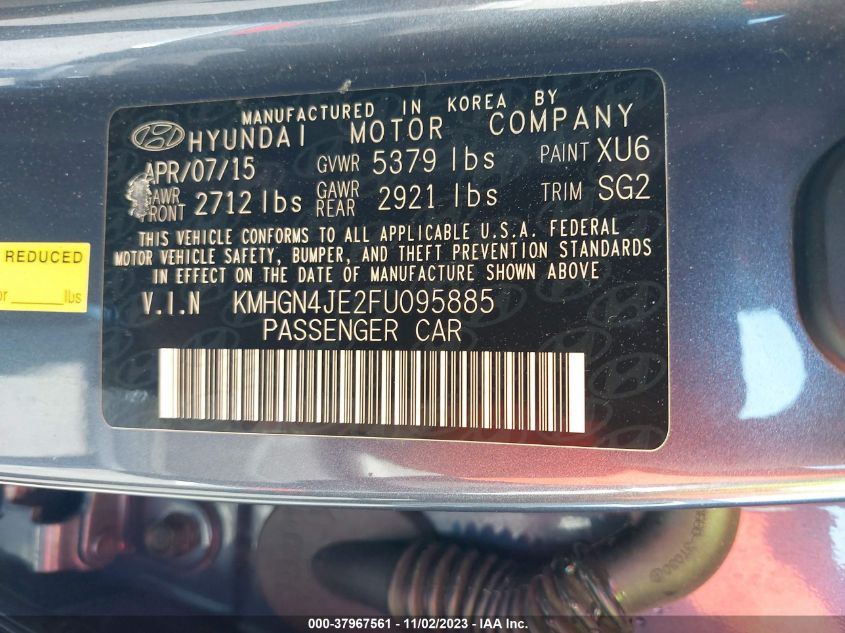 MANUFACTURED IN KOREA BY
HYUNDAI MOTOR COMPANY
APR/07/15 GVWR 5379 lbs PAINT XU6
GAWR FRONT 2712 lbs GAWR REAR 2921 lbs TRIM SG2
THIS VEHICLE CONFORMS TO ALL APPLICABLE U.S.A. FEDERAL
MOTOR VEHICLE SAFETY, BUMPER, AND THEFT PREVENTION STANDARDS
IN EFFECT ON THE DATE OF MANUFACTURE SHOWN ABOVE
V.I.N KMHGN4JE2FU095885
PASSENGER CAR
REDUCED
lbs
000-37967561 - 11/02/2023 - IAA Inc.